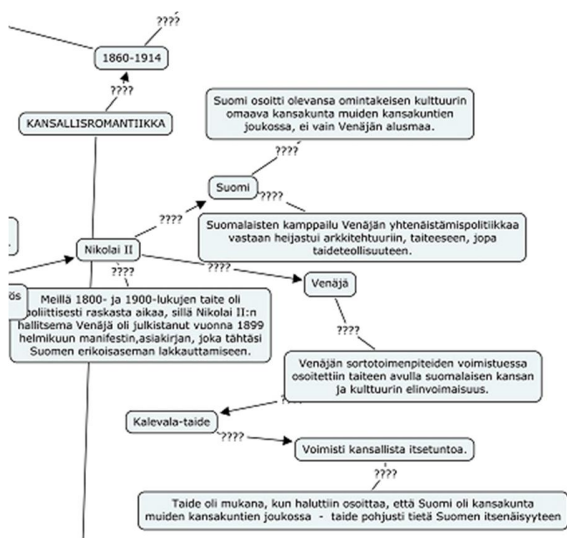 ????
1860-1914
????
KANSALLISROMANTIIKKA
Suomi osoitti olevansa omintakeisen kulttuurin
omaava kansakunta muiden kansakuntien
joukossa, ei vain Venäjän alusmaa.
????
Suomi
????
????
Suomalaisten kamppailu Venäjän yhtenäistämispolitiikkaa
vastaan heijastui arkkitehtuuriin, taiteeseen, jopa
taideteollisuuteen.
Nikolai II
????
????
Venäjä
ös
Meillä 1800- ja 1900-lukujen taite oli
poliittisesti raskasta aikaa, sillä Nikolai II:n
hallitsema Venäjä oli julkistanut vuonna 1899
helmikuun manifestin,asiakirjan, joka tähtäsi
Suomen erikoisaseman lakkauttamiseen.
????
Venäjän sortotoimenpiteiden voimistuessa
osoitettiin taiteen avulla suomalaisen kansan
ja kulttuurin elinvoimaisuus.
Kalevala-taide
????
Voimisti kansallista itsetuntoa.
????
Taide oli mukana, kun haluttiin osoittaa, että Suomi oli kansakunta
muiden kansakuntien joukossa - taide pohjusti tietä Suomen itsenäisyyteen